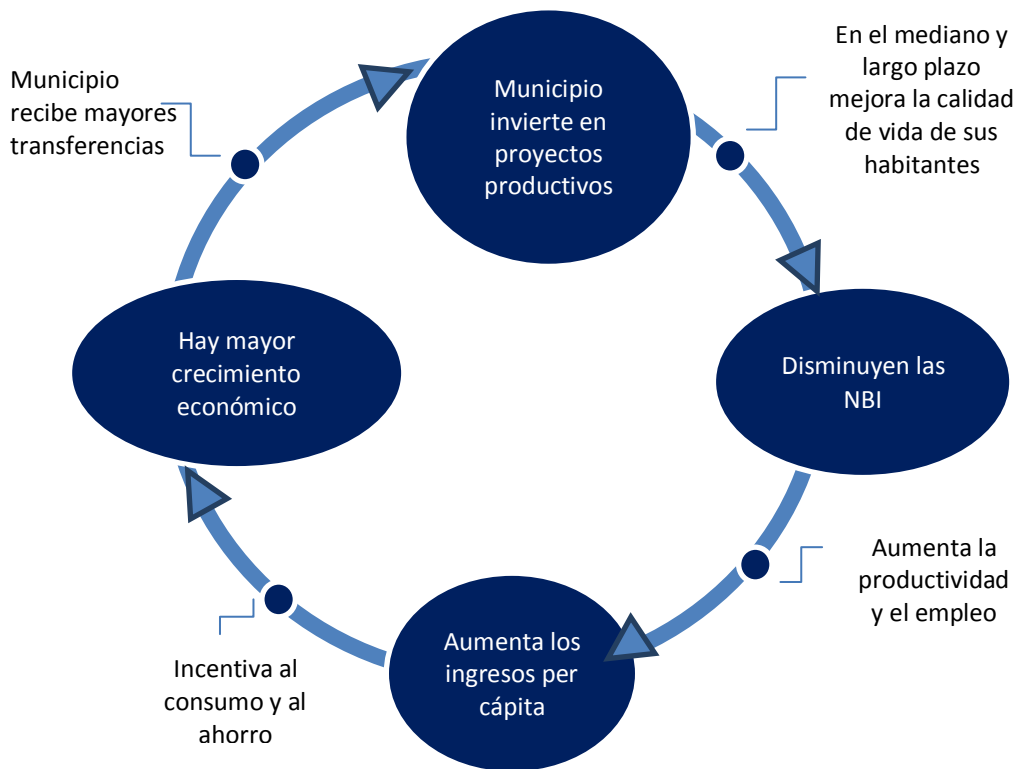 Municipio
recibe mayores
transferencias
Municipio
invierte en
proyectos
productivos
En el mediano y
largo plazo
mejora la calidad
de vida de sus
habitantes
Hay mayor
crecimiento
económico
Disminuyen las
NBI
Aumenta la
productividad
y el empleo
Aumenta los
ingresos per
cápita
Incentiva al
consumo y al
ahorro